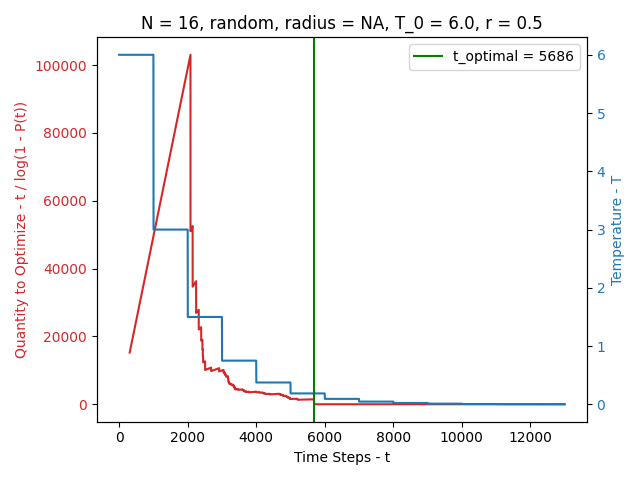 N = 16, random, radius = NA, T_0 = 6.0, r = 0.5
t_optimal = 5686
Quantity to Optimize - t / log(1 - P(t))
100000
80000
60000
40000
20000
0
6
5
4
3
2
1
0
Temperature - T
0 2000 4000 6000 8000 10000 12000
Time Steps - t